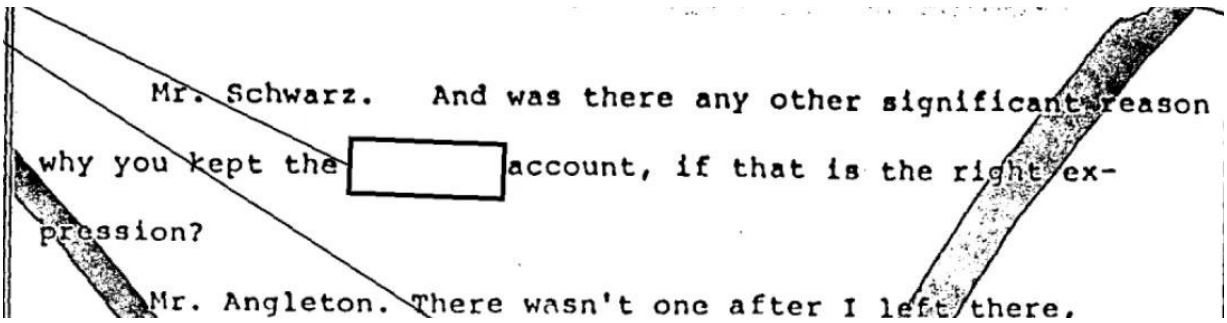 Mr. Schwarz. And was there any other significant reason
why you kept the account, if that is the right ex-
pression?
Mr. Angleton. There wasn't one after I left there,